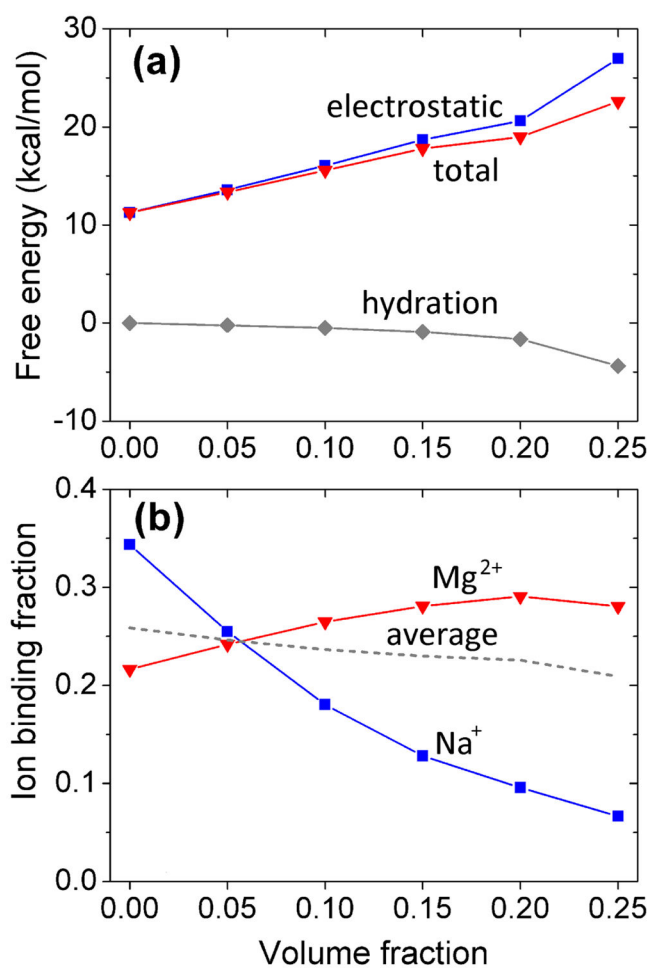 (a)
30
20
10
0
-10
Free energy (kcal/mol)
electrostatic
total
hydration
0.00 0.05 0.10 0.15 0.20 0.25
(b)
0.4
0.3
0.2
0.1
0.0
Ion binding fraction
Mg²⁺
average
Na⁺
0.00 0.05 0.10 0.15 0.20 0.25
Volume fraction